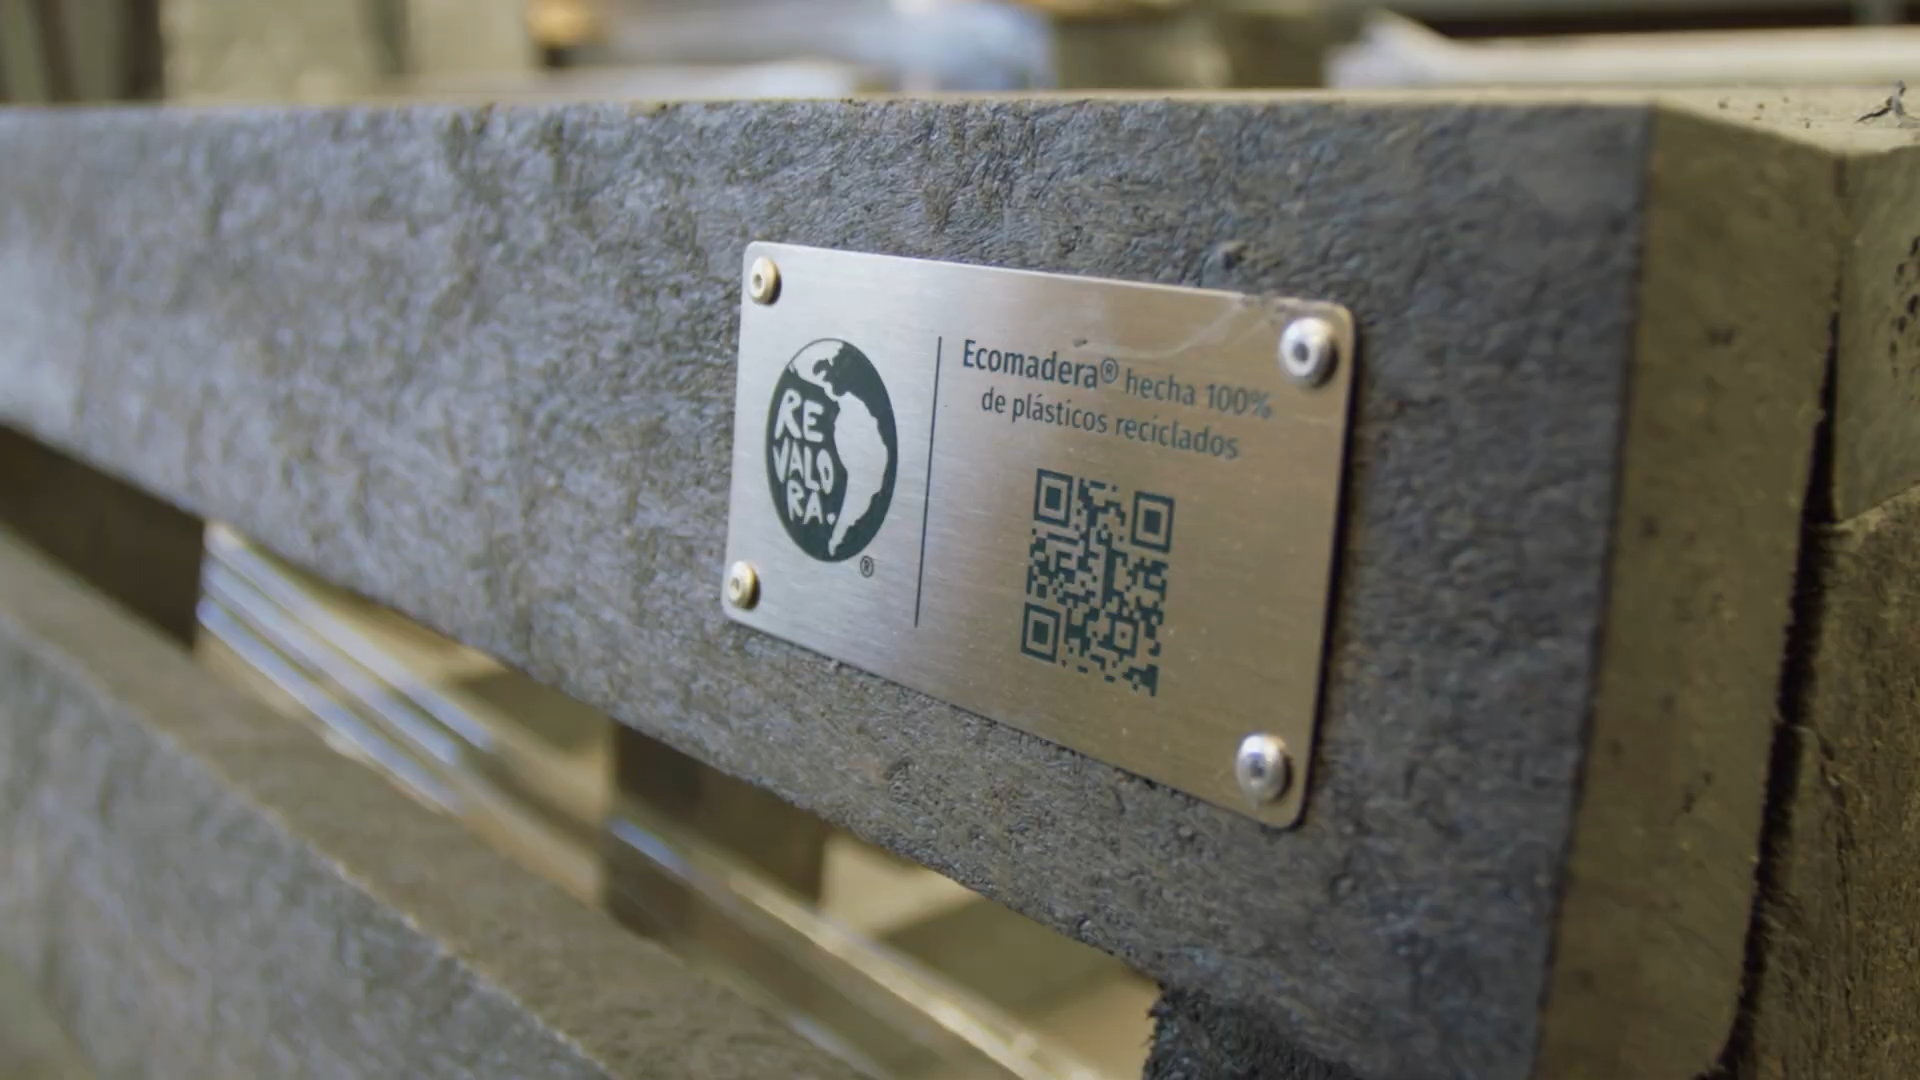 RE
VALO
RA.
®
Ecomadera® hecha 100%
de plásticos reciclados